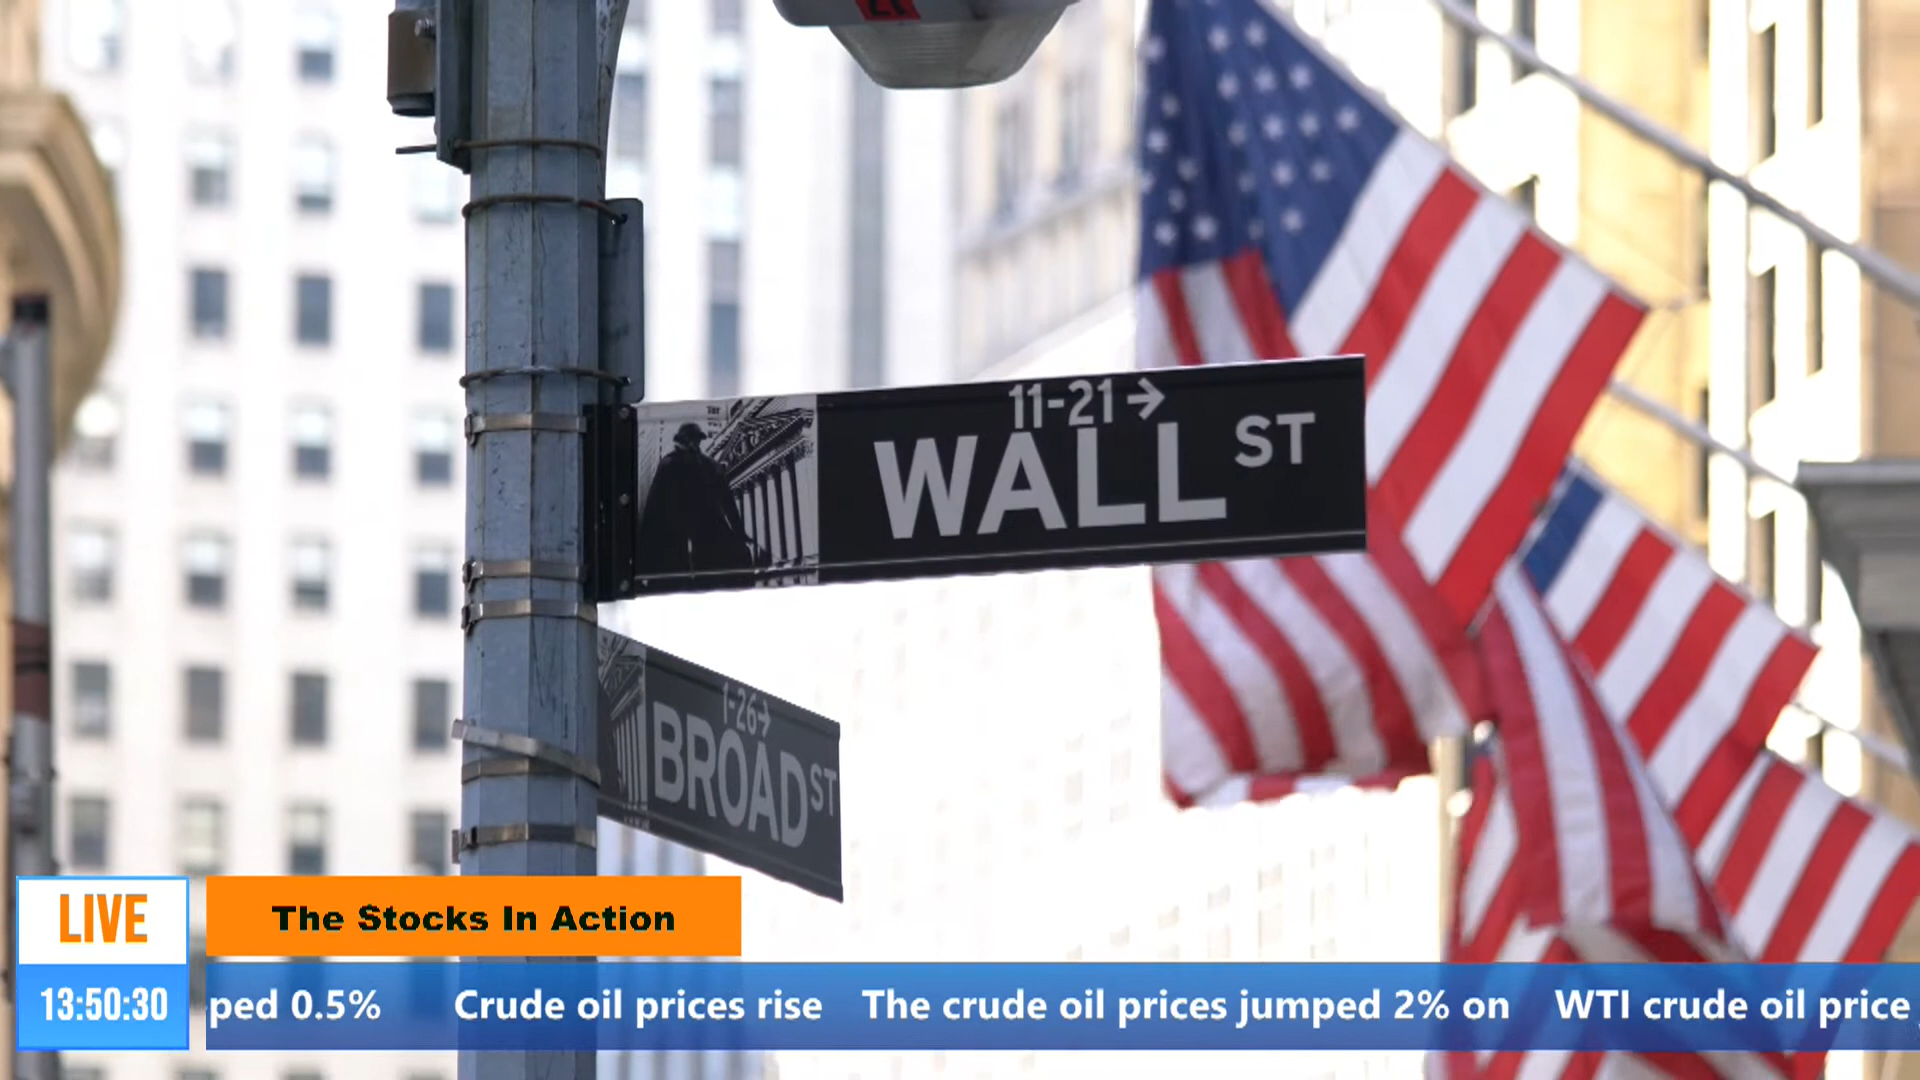 11-21→
WALL ST
1-26→
BROAD ST
LIVE
The Stocks In Action
13:50:30
ped 0.5% Crude oil prices rise The crude oil prices jumped 2% on WTI crude oil price